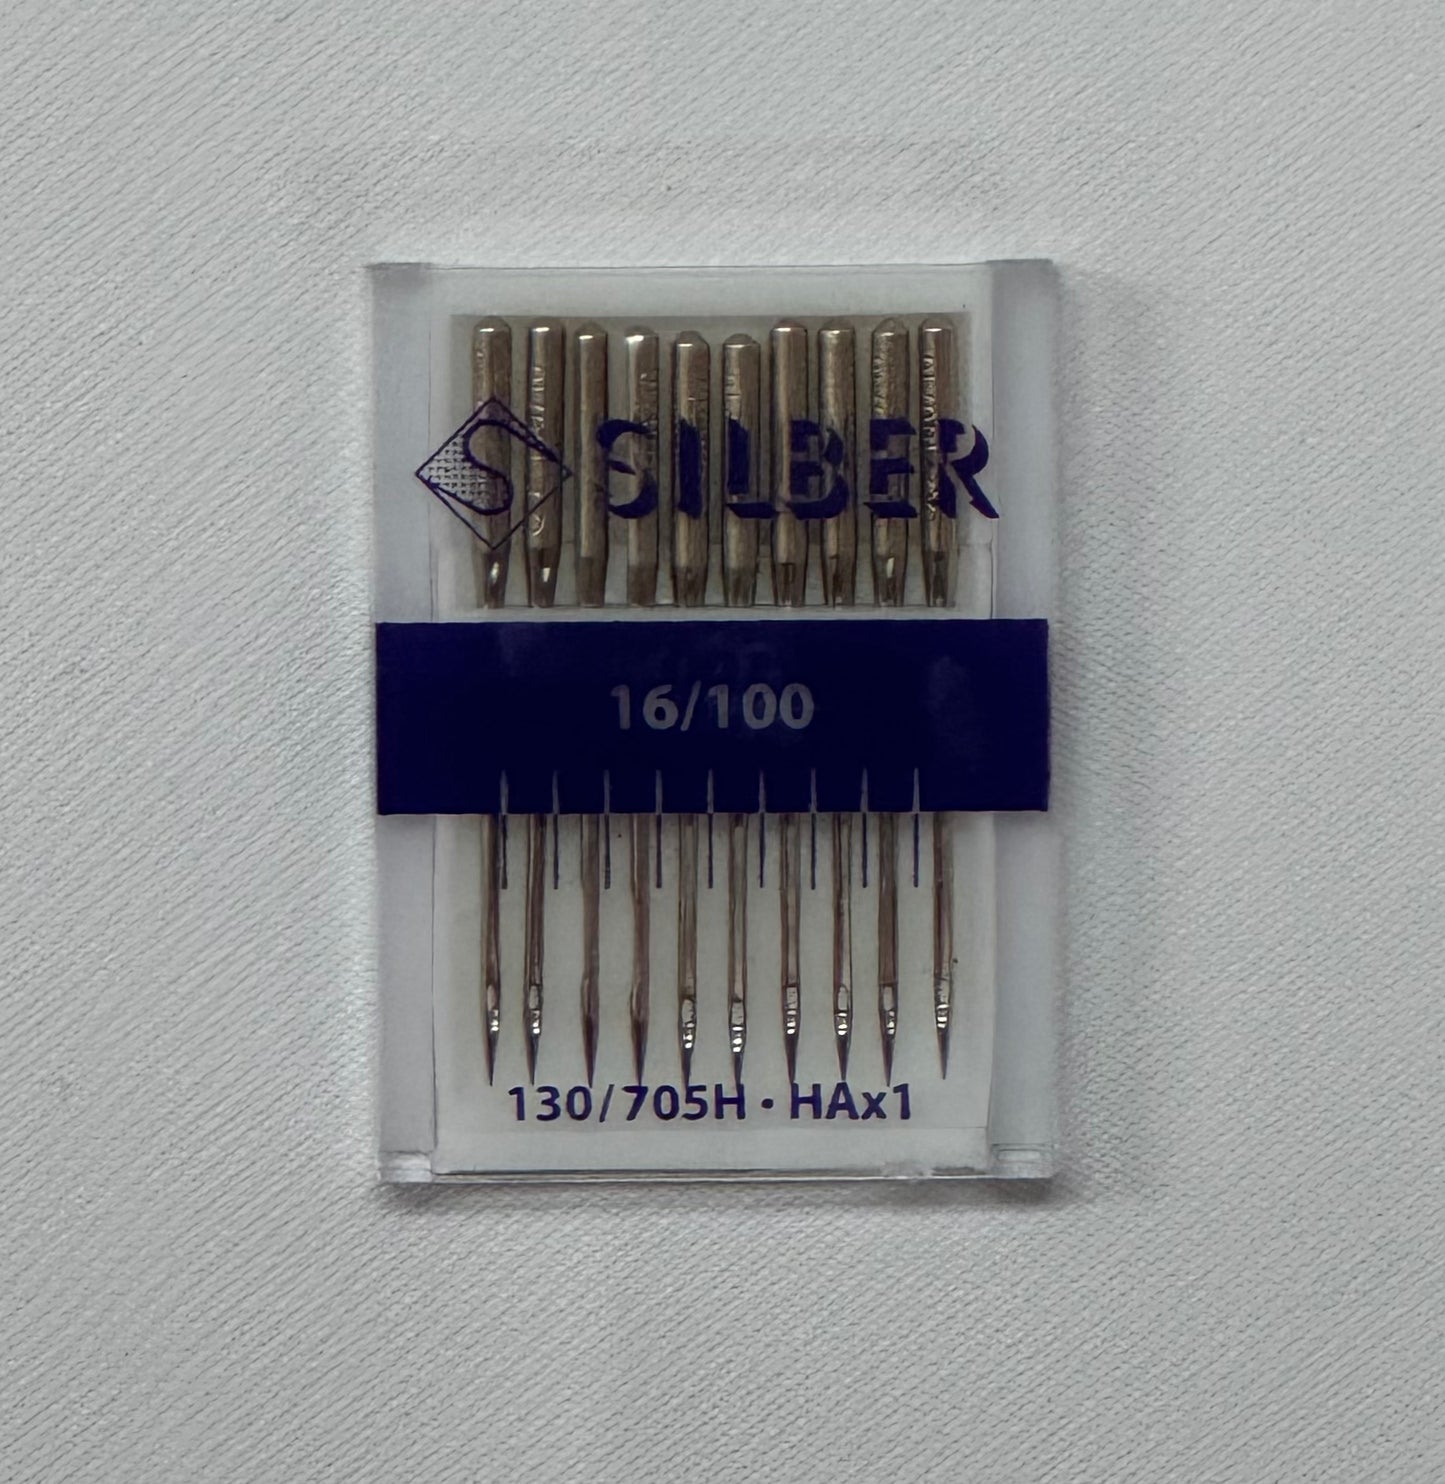 SILBER
16/100
130/705H • HAx1